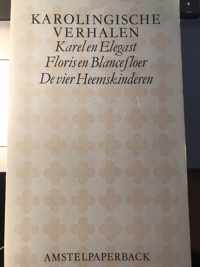 KAROLINGISCHE
VERHALEN
Karel en Elegast
Floris en Blancefloer
De vier Heemskinderen
AMSTELPAPERBACK